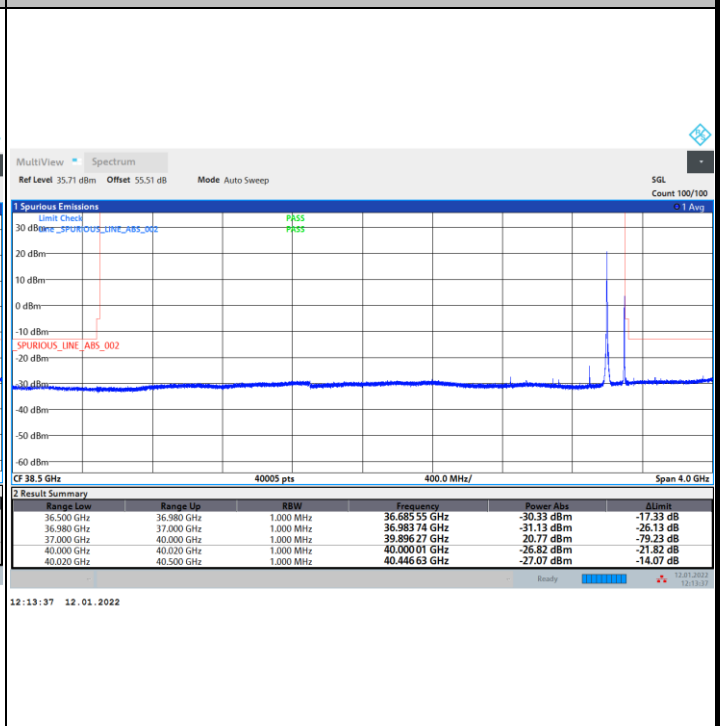 MultiView Spectrum
Ref Level 35.71 dBm Offset 55.51 dB Mode Auto Sweep SGL
Count 100/100
1 Spurious Emissions 1 Avg
Limit Check PASS
30 dBm Line _SPURIOUS_LINE_ABS_002 PASS
20 dBm
10 dBm
0 dBm
-10 dBm
_SPURIOUS_LINE_ABS_002
-20 dBm
-30 dBm
-40 dBm
-50 dBm
-60 dBm
CF 38.5 GHz 40005 pts 400.0 MHz/ Span 4.0 GHz
2 Result Summary
Range Low Range Up RBW Frequency Power Abs ΔLimit
36.500 GHz 36.980 GHz 1.000 MHz 36.685 55 GHz -30.33 dBm -17.33 dB
36.980 GHz 37.000 GHz 1.000 MHz 36.983 74 GHz -31.13 dBm -26.13 dB
37.000 GHz 40.000 GHz 1.000 MHz 39.896 27 GHz 20.77 dBm -79.23 dB
40.000 GHz 40.020 GHz 1.000 MHz 40.000 01 GHz -26.82 dBm -21.82 dB
40.020 GHz 40.500 GHz 1.000 MHz 40.446 63 GHz -27.07 dBm -14.07 dB
Ready 12.01.2022
12:13:37
12:13:37 12.01.2022